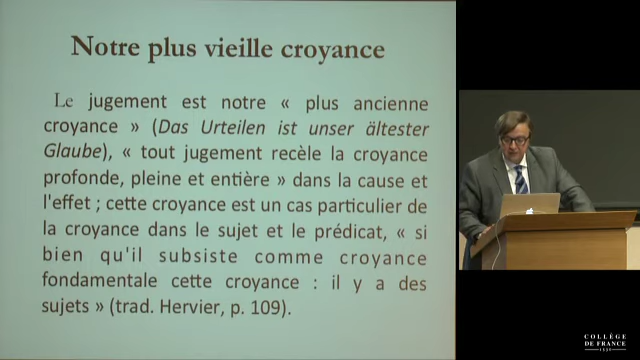 Notre plus vieille croyance
Le jugement est notre « plus ancienne
croyance » (Das Urteilen ist unser ältester
Glaube), « tout jugement recèle la croyance
profonde, pleine et entière » dans la cause et
l'effet ; cette croyance est un cas particulier de
la croyance dans le sujet et le prédicat, « si
bien qu'il subsiste comme croyance
fondamentale cette croyance : il y a des
sujets » (trad. Hervier, p. 109).
COLLÈGE
DE FRANCE
1530